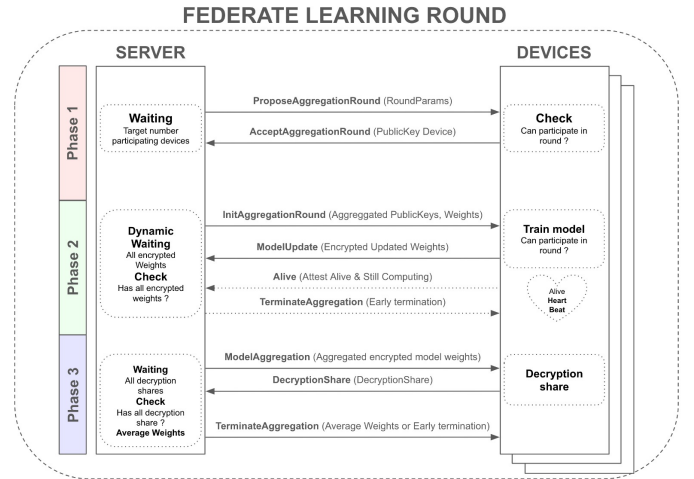 FEDERATE LEARNING ROUND
SERVER
DEVICES
Phase 1
Waiting
Target number
participating devices
ProposeAggregationRound (RoundParams)
AcceptAggregationRound (PublicKey Device)
Check
Can participate in
round ?
Phase 2
Dynamic
Waiting
All encrypted
Weights
Check
Has all encrypted
weights ?
InitAggregationRound (Aggreggated PublicKeys, Weights)
ModelUpdate (Encrypted Updated Weights)
Alive (Attest Alive & Still Computing)
TerminateAggregation (Early termination)
Train model
Can participate in
round ?
Alive
Heart
Beat
Phase 3
Waiting
All decryption
shares
Check
Has all decryption
share ?
Average Weights
ModelAggregation (Aggregated encrypted model weights)
DecryptionShare (DecryptionShare)
TerminateAggregation (Average Weights or Early termination)
Decryption
share